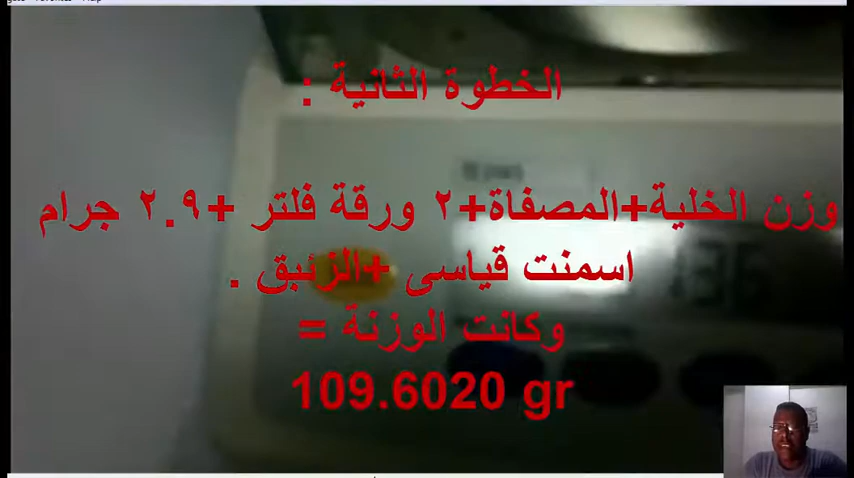 الخطوة الثانية :
وزن الخلية+المصفاة+٢ ورقة فلتر +٢.٩ جرام
اسمنت قياسى +الزئبق .
وكانت الوزنة =
109.6020 gr